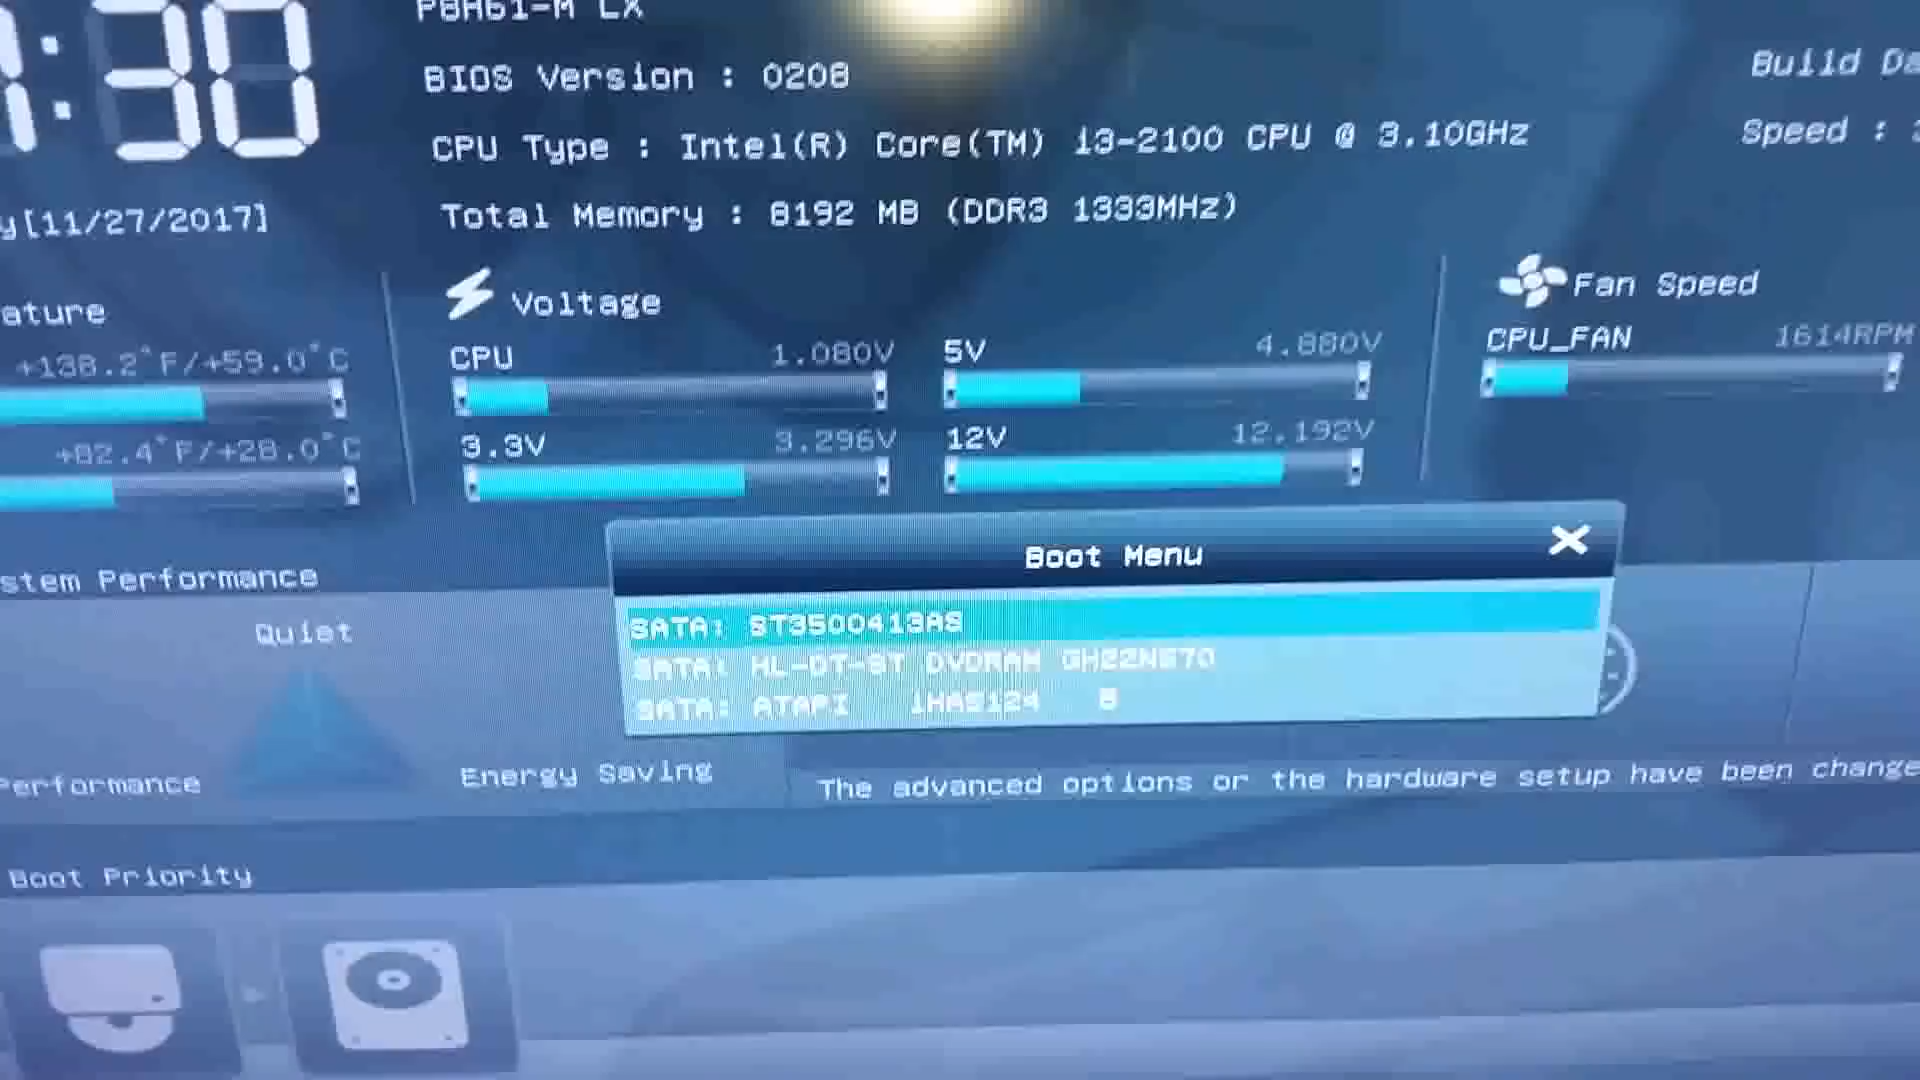 :30
P8H61-M LX
BIOS Version : 0208
Build Da
CPU Type : Intel(R) Core(TM) i3-2100 CPU @ 3.10GHz
Speed :
Total Memory : 8192 MB (DDR3 1333MHz)
y[11/27/2017]
ature
Voltage
Fan Speed
+138.2°F/+59.0°C
CPU 1.080V
5V 4.880V
CPU_FAN 1614RPM
+82.4°F/+28.0°C
3.3V 3.296V
12V 12.192V
Boot Menu
stem Performance
SATA: ST3500413AS
Quiet
SATA: HL-DT-ST DVDRAM GH22NS70
SATA: ATAPI iHAS124 B
Performance
Energy Saving
The advanced options or the hardware setup have been change
Boot Priority